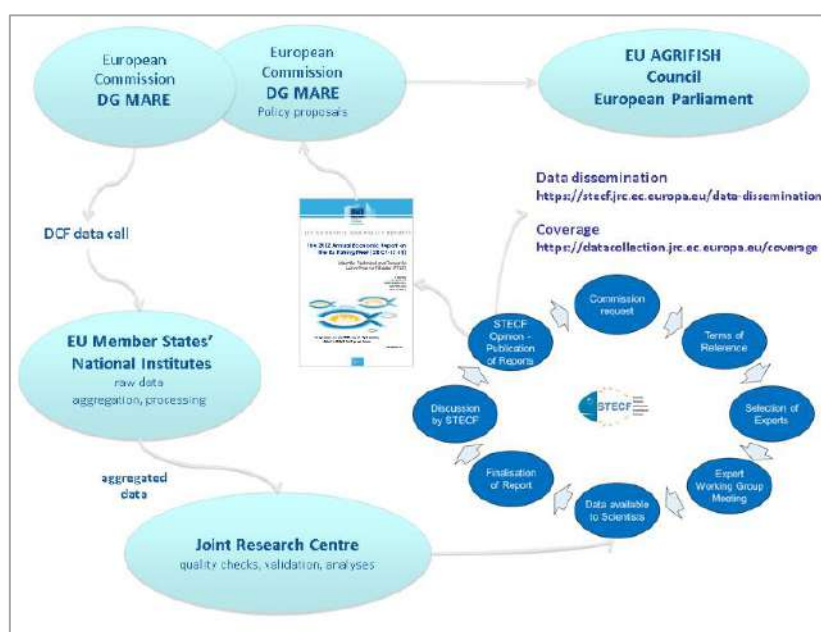 European
Commission
DG MARE
European
Commission
DG MARE
Policy proposals
EU AGRIFISH
Council
European Parliament
Data dissemination
https://stecf.jrc.ec.europa.eu/data-dissemination
Coverage
https://datacollection.jrc.ec.europa.eu/coverage
DCF data call
EU Member States'
National Institutes
raw data
aggregation, processing
aggregated
data
Joint Research Centre
quality checks, validation, analyses
Commission
request
Terms of
Reference
Selection of
Experts
Expert
Working Group
Meeting
Data available
to Scientists
Finalisation
of Report
Discussion
by STECF
STECF
Opinion -
Publication
of Reports
STECF